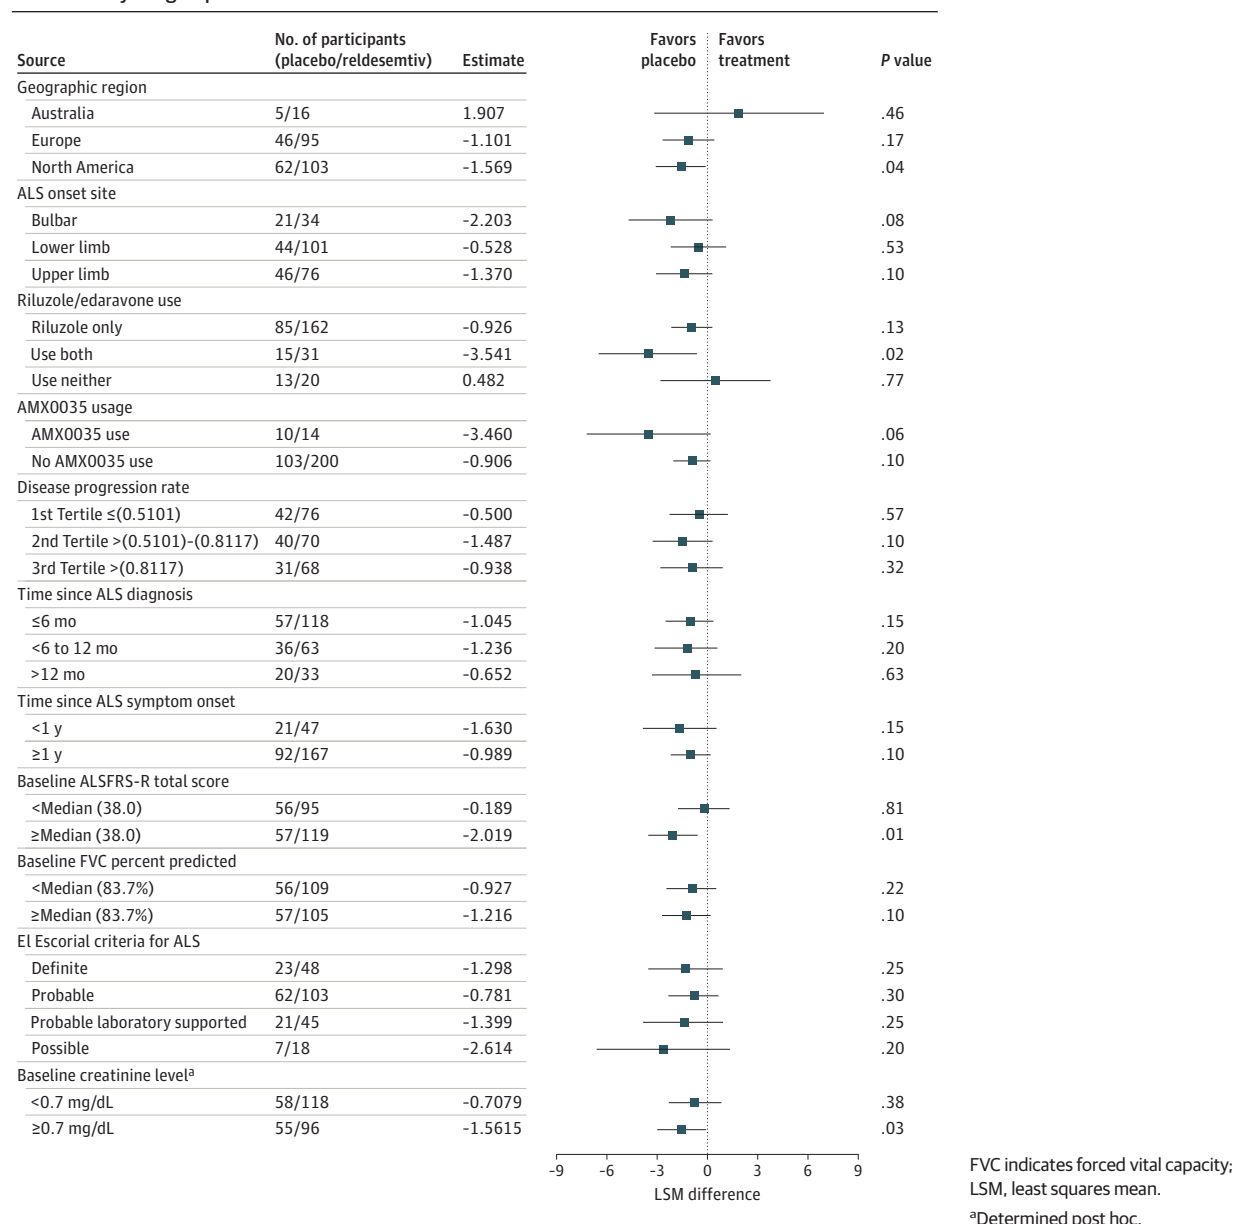 No. of participants Favors Favors
Source (placebo/reldesemtiv) Estimate placebo treatment P value
Geographic region
Australia 5/16 1.907 .46
Europe 46/95 -1.101 .17
North America 62/103 -1.569 .04
ALS onset site
Bulbar 21/34 -2.203 .08
Lower limb 44/101 -0.528 .53
Upper limb 46/76 -1.370 .10
Riluzole/edaravone use
Riluzole only 85/162 -0.926 .13
Use both 15/31 -3.541 .02
Use neither 13/20 0.482 .77
AMX0035 usage
AMX0035 use 10/14 -3.460 .06
No AMX0035 use 103/200 -0.906 .10
Disease progression rate
1st Tertile ≤(0.5101) 42/76 -0.500 .57
2nd Tertile >(0.5101)-(0.8117) 40/70 -1.487 .10
3rd Tertile >(0.8117) 31/68 -0.938 .32
Time since ALS diagnosis
≤6 mo 57/118 -1.045 .15
<6 to 12 mo 36/63 -1.236 .20
>12 mo 20/33 -0.652 .63
Time since ALS symptom onset
<1 y 21/47 -1.630 .15
≥1 y 92/167 -0.989 .10
Baseline ALSFRS-R total score
<Median (38.0) 56/95 -0.189 .81
≥Median (38.0) 57/119 -2.019 .01
Baseline FVC percent predicted
<Median (83.7%) 56/109 -0.927 .22
≥Median (83.7%) 57/105 -1.216 .10
El Escorial criteria for ALS
Definite 23/48 -1.298 .25
Probable 62/103 -0.781 .30
Probable laboratory supported 21/45 -1.399 .25
Possible 7/18 -2.614 .20
Baseline creatinine levelª
<0.7 mg/dL 58/118 -0.7079 .38
≥0.7 mg/dL 55/96 -1.5615 .03
-9 -6 -3 0 3 6 9
LSM difference
FVC indicates forced vital capacity;
LSM, least squares mean.
ªDetermined post hoc.